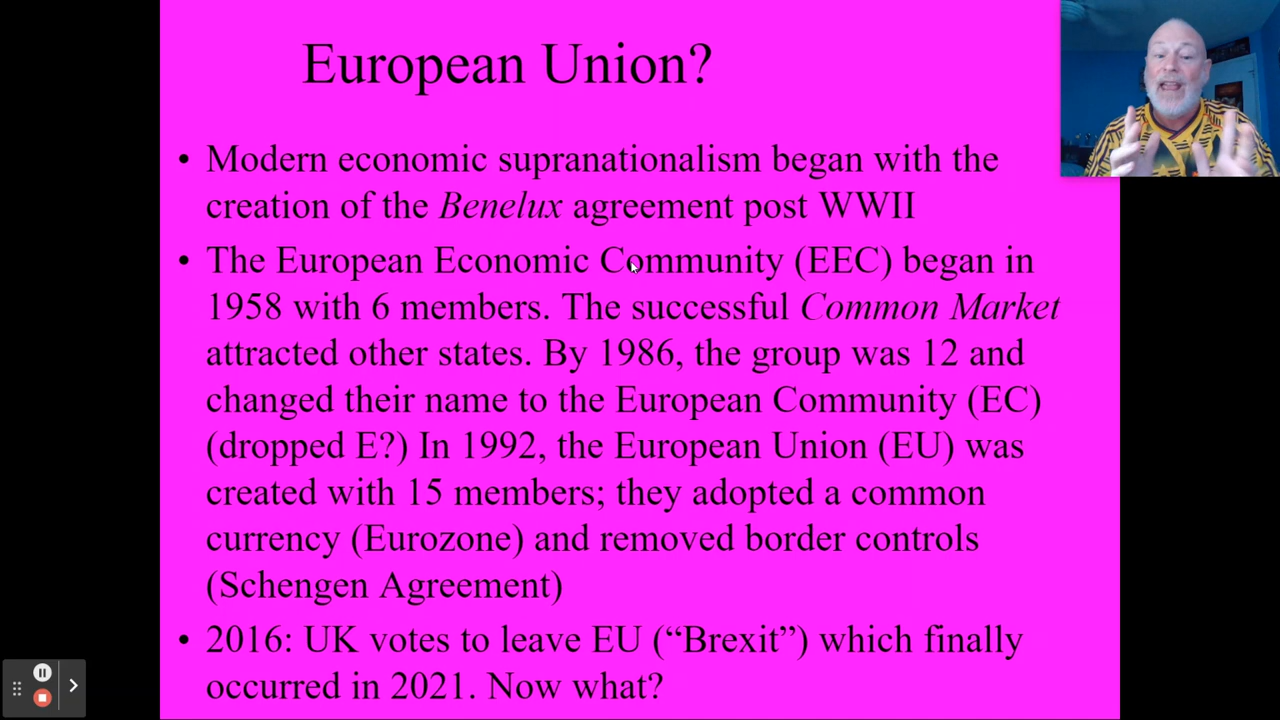 European Union?
• Modern economic supranationalism began with the
creation of the Benelux agreement post WWII
• The European Economic Community (EEC) began in
1958 with 6 members. The successful Common Market
attracted other states. By 1986, the group was 12 and
changed their name to the European Community (EC)
(dropped E?) In 1992, the European Union (EU) was
created with 15 members; they adopted a common
currency (Eurozone) and removed border controls
(Schengen Agreement)
• 2016: UK votes to leave EU (“Brexit”) which finally
occurred in 2021. Now what?